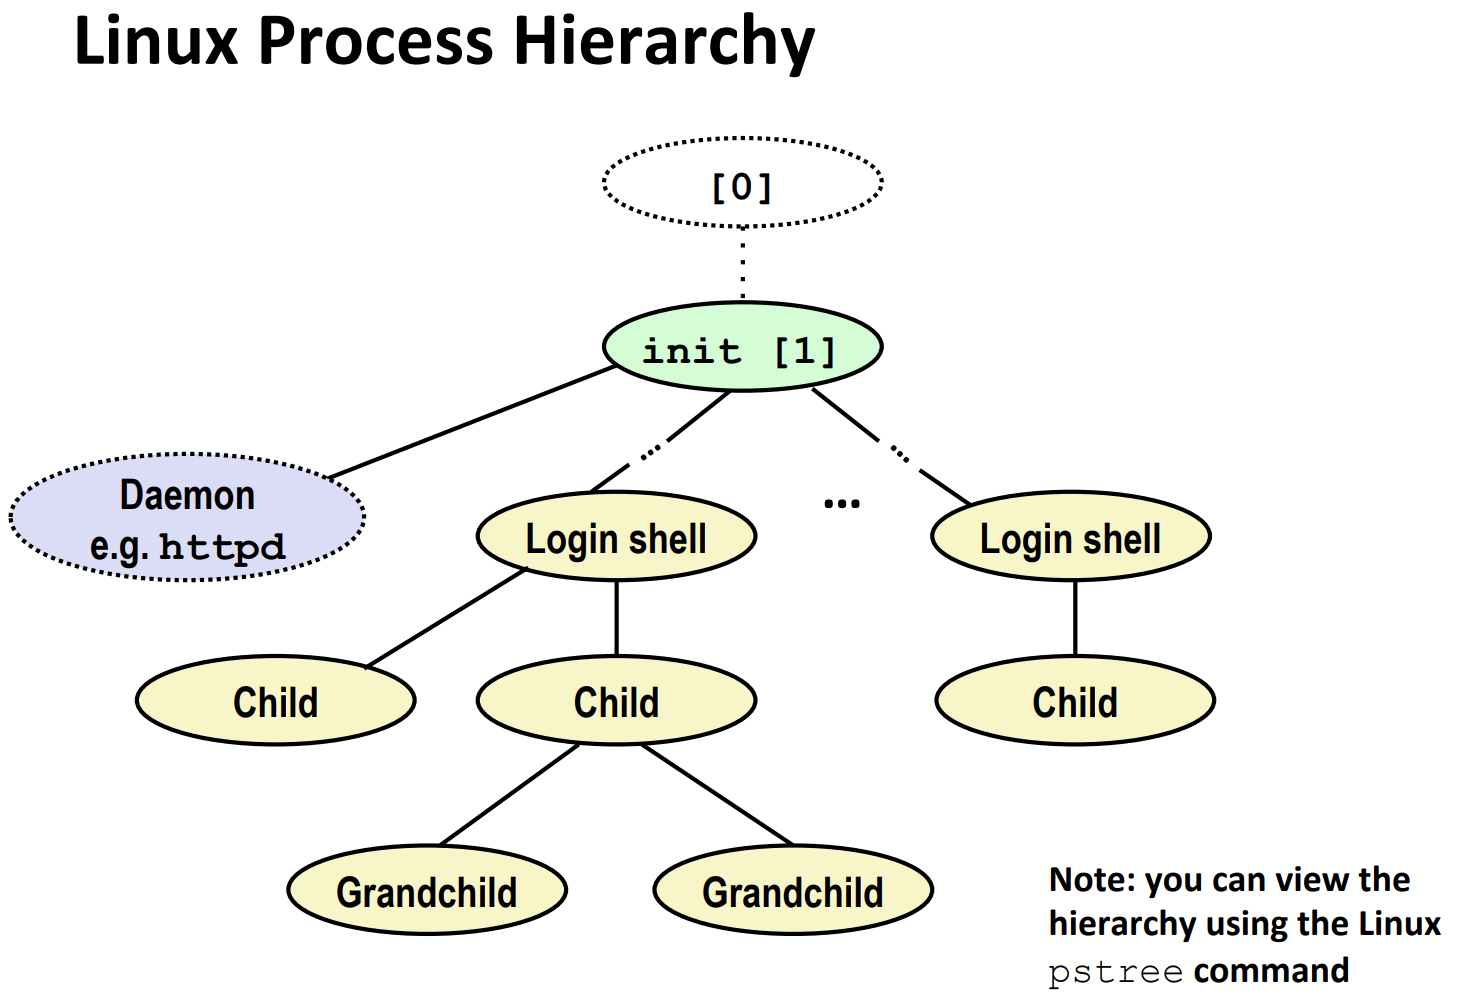 Linux Process Hierarchy
[0]
init [1]
Daemon
e.g. httpd
Login shell
...
Login shell
Child
Child
Child
Grandchild
Grandchild
Note: you can view the
hierarchy using the Linux
pstree command